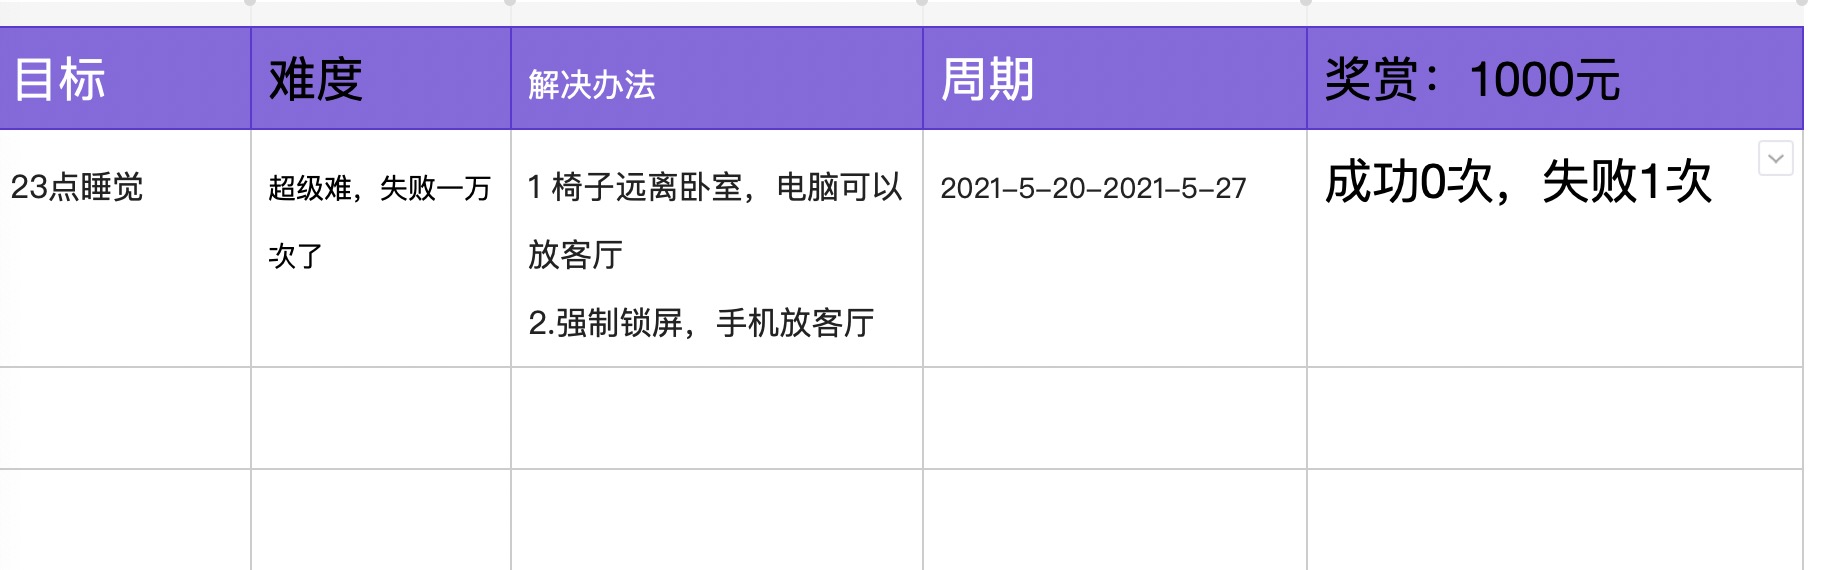 目标
难度
解决办法
周期
奖赏：1000元
23点睡觉
超级难，失败一万
次了
1 椅子远离卧室，电脑可以
放客厅
2.强制锁屏，手机放客厅
2021-5-20-2021-5-27
成功0次，失败1次